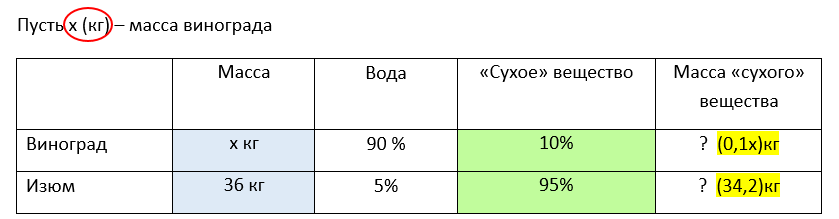 Пусть х (кг) – масса винограда
Масса Вода «Сухое» вещество Масса «сухого»
вещества
Виноград х кг 90 % 10% ? (0,1х)кг
Изюм 36 кг 5% 95% ? (34,2)кг